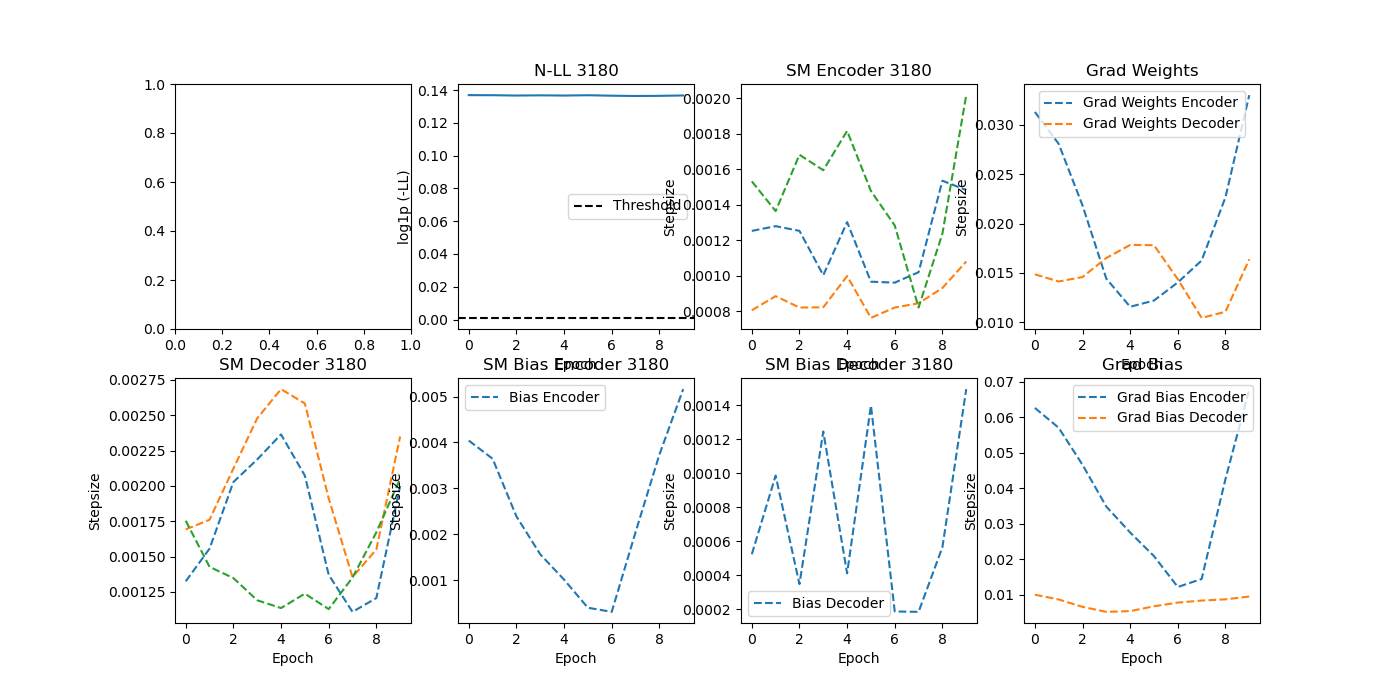 N-LL 3180
SM Encoder 3180
Grad Weights
1.0
0.8
0.6
0.4
0.2
0.0
0.0 0.2 0.4 0.6 0.8 1.0
log1p (-LL)
0.14
0.12
0.10
0.08
0.06
0.04
0.02
0.00
Threshold
0 2 4 6 8
Epoch
Stepsize
0.0020
0.0018
0.0016
0.0014
0.0012
0.0010
0.0008
0 2 4 6 8
Epoch
Stepsize
0.030
0.025
0.020
0.015
0.010
Grad Weights Encoder
Grad Weights Decoder
0 2 4 6 8
Epoch
SM Decoder 3180
SM Bias Encoder 3180
SM Bias Decoder 3180
Grad Bias
Stepsize
0.00275
0.00250
0.00225
0.00200
0.00175
0.00150
0.00125
0 2 4 6 8
Epoch
Stepsize
0.005
0.004
0.003
0.002
0.001
Bias Encoder
0 2 4 6 8
Epoch
Stepsize
0.0014
0.0012
0.0010
0.0008
0.0006
0.0004
0.0002
Bias Decoder
0 2 4 6 8
Epoch
Stepsize
0.07
0.06
0.05
0.04
0.03
0.02
0.01
Grad Bias Encoder
Grad Bias Decoder
0 2 4 6 8
Epoch